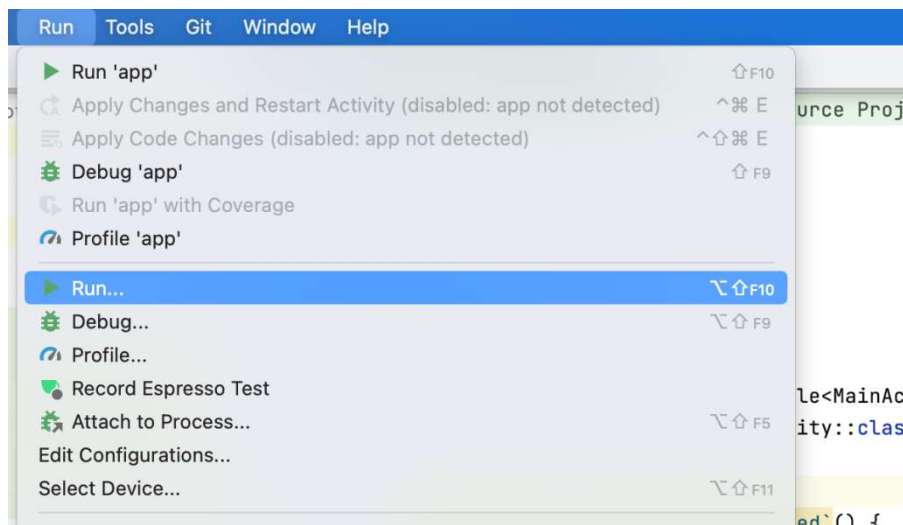 Run Tools Git Window Help
Run 'app' ⇧F10
Apply Changes and Restart Activity (disabled: app not detected) ^⌘ E
urce Proj
Apply Code Changes (disabled: app not detected) ^⇧⌘ E
Debug 'app' ⇧ F9
Run 'app' with Coverage
Profile 'app'
Run... ⌥⇧F10
Debug... ⌥⇧ F9
Profile...
Record Espresso Test
le<MainAc
Attach to Process... ⌥⇧ F5
ity::clas
Edit Configurations...
Select Device... ⌥⇧F11
ed`() {